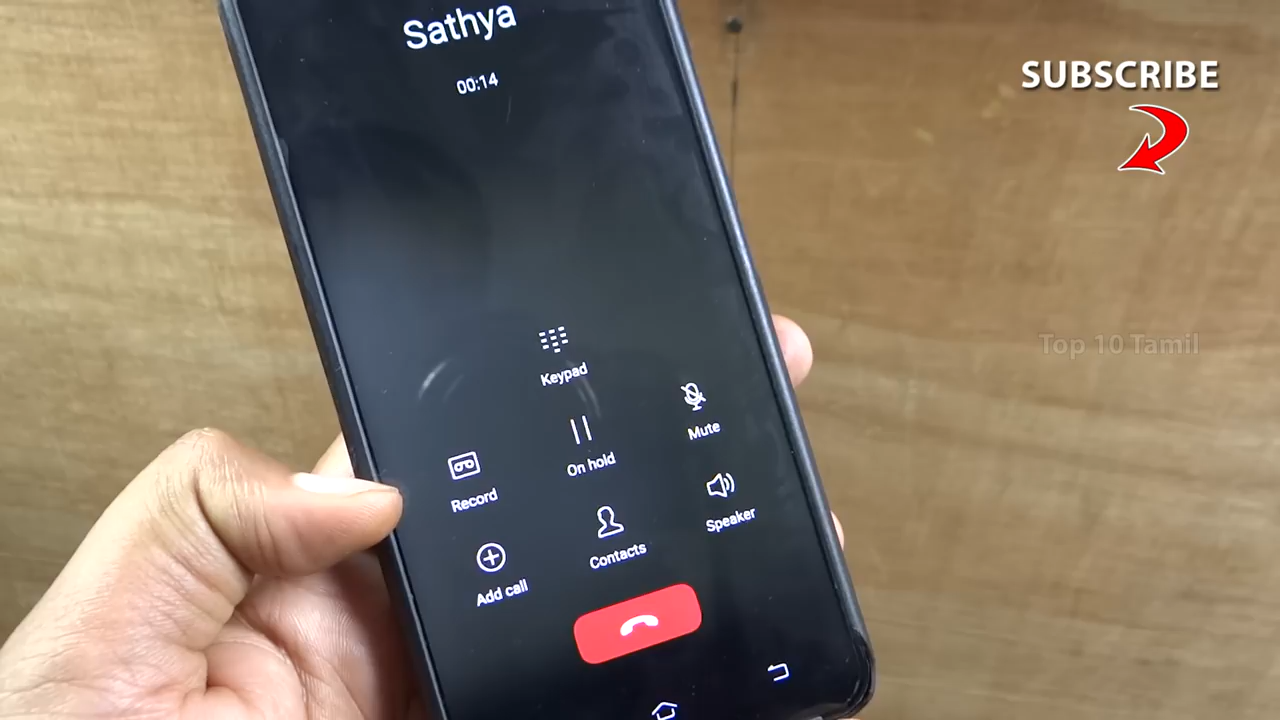 Sathya
00:14
SUBSCRIBE
Top 10 Tamil
Keypad
Mute
On hold
Record
Speaker
Contacts
Add call